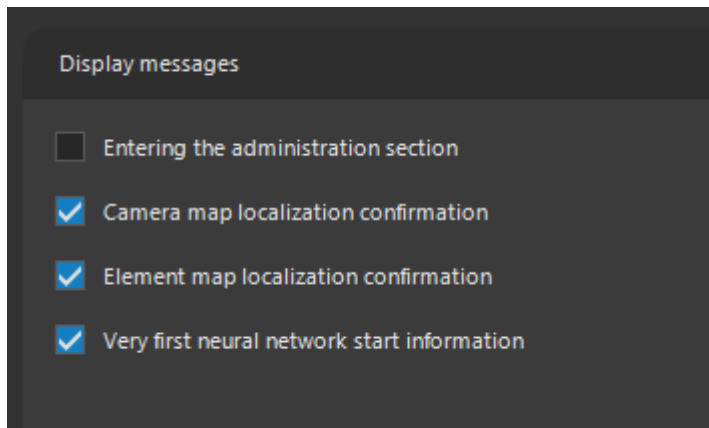 Display messages
Entering the administration section
Camera map localization confirmation
Element map localization confirmation
Very first neural network start information